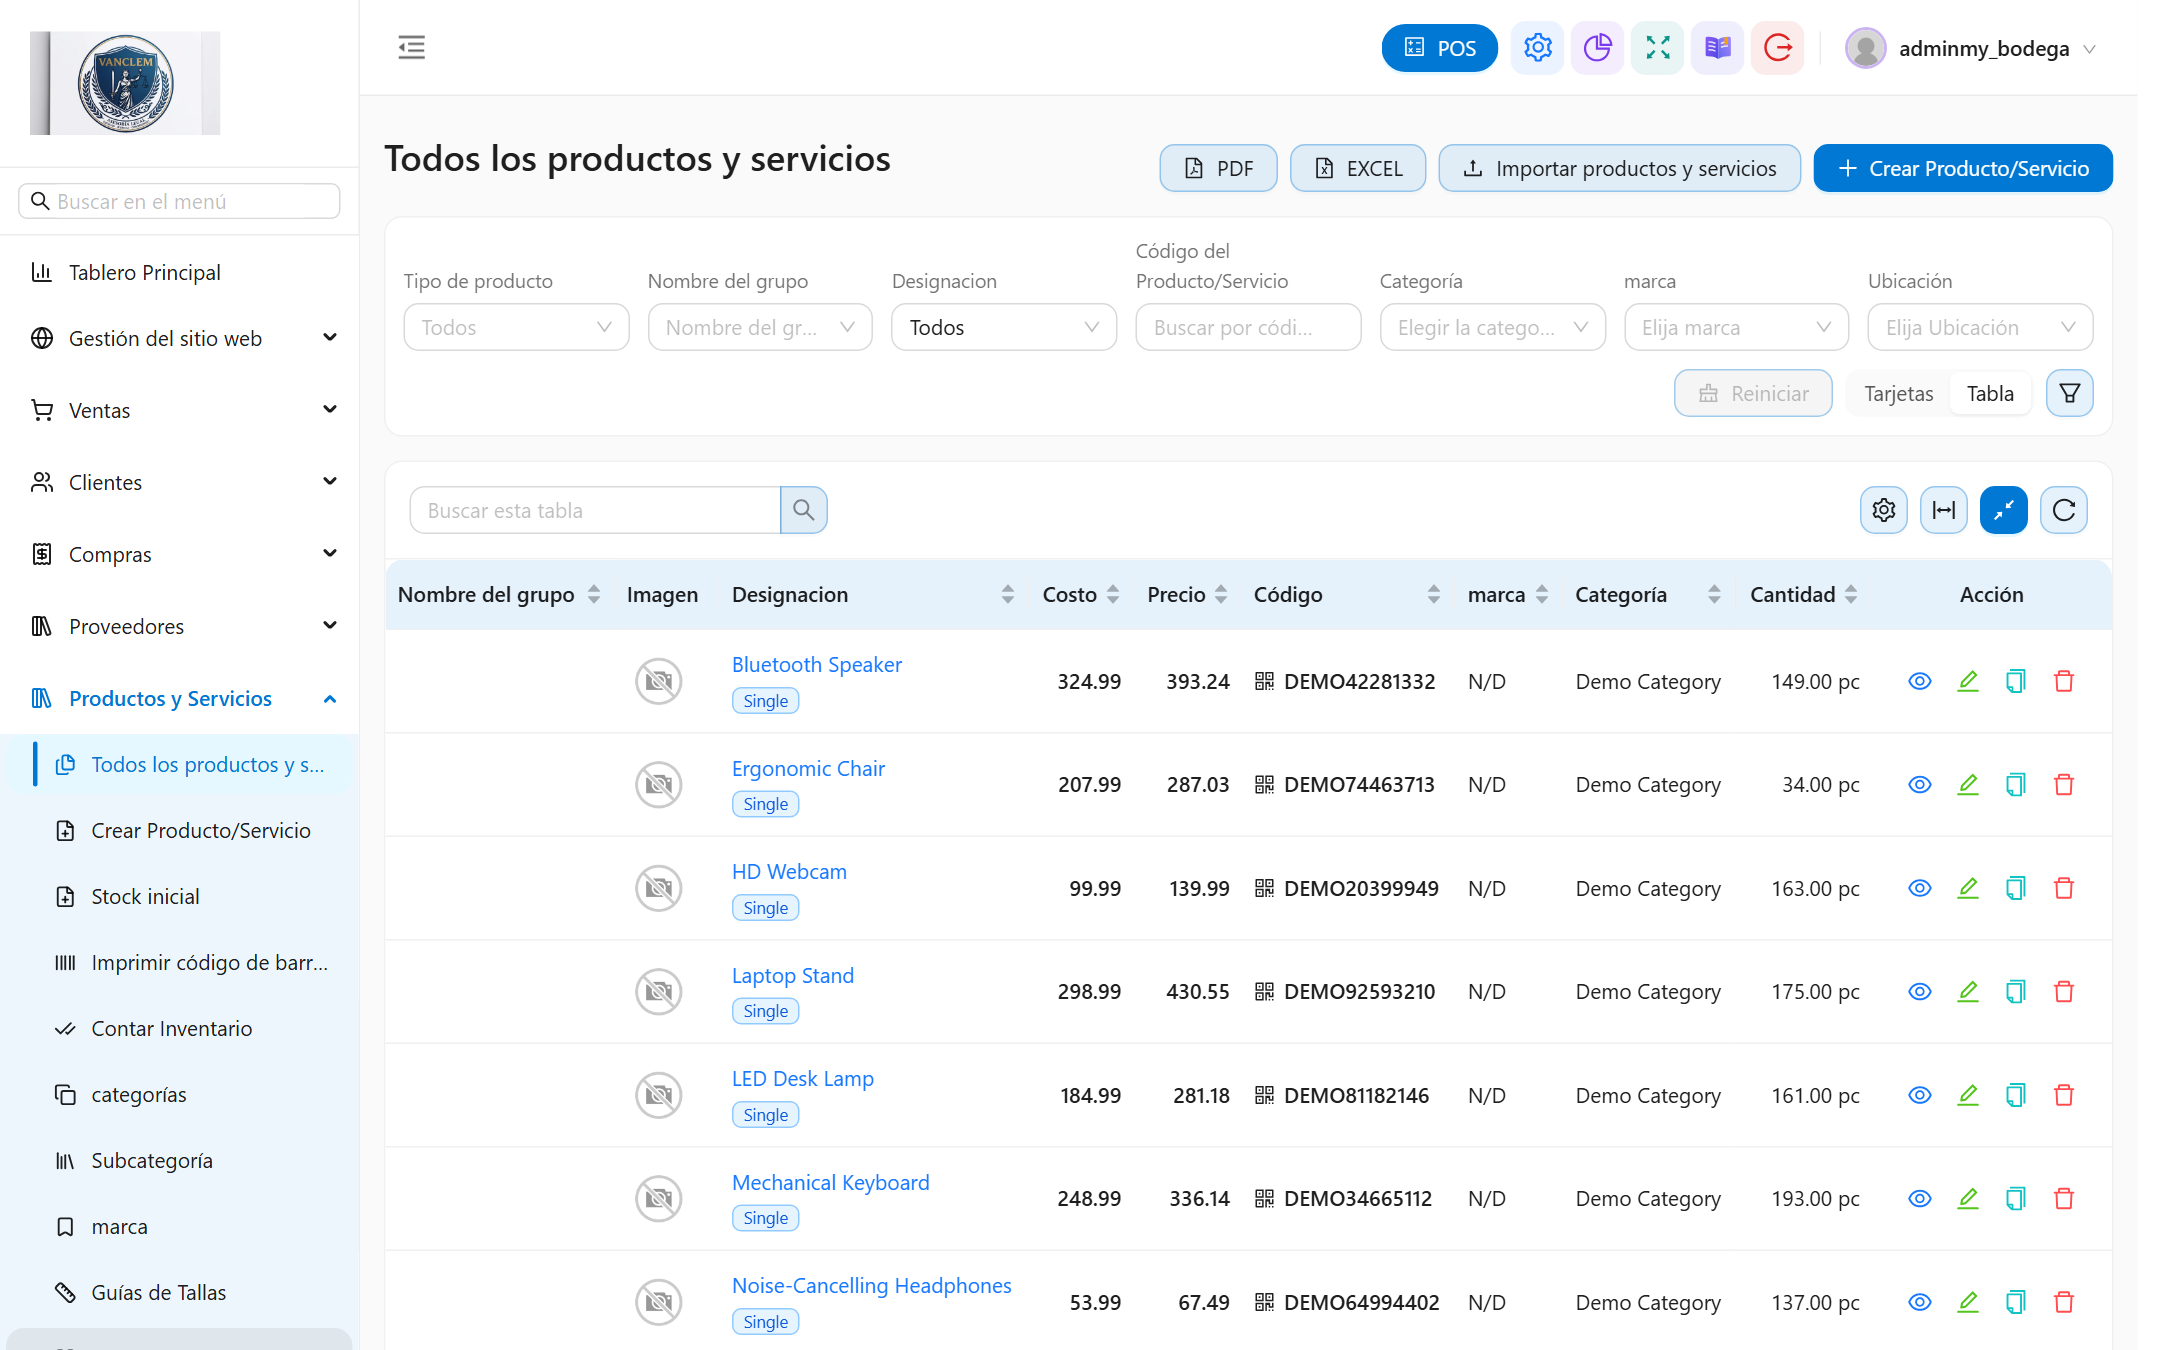 VANCLEM
ASESORÍA LEGAL
Buscar en el menú
Tablero Principal
Gestión del sitio web
Ventas
Clientes
Compras
Proveedores
Productos y Servicios
Todos los productos y s...
Crear Producto/Servicio
Stock inicial
Imprimir código de barr...
Contar Inventario
categorías
Subcategoría
marca
Guías de Tallas
POS
adminmy_bodega
Todos los productos y servicios
PDF
EXCEL
Importar productos y servicios
Crear Producto/Servicio
Tipo de producto
Todos
Nombre del grupo
Nombre del gr...
Designacion
Todos
Código del
Producto/Servicio
Buscar por códi...
Categoría
Elegir la catego...
marca
Elija marca
Ubicación
Elija Ubicación
Reiniciar
Tarjetas
Tabla
Buscar esta tabla
Nombre del grupo Imagen Designacion Costo Precio Código marca Categoría Cantidad Acción
Bluetooth Speaker
Single
324.99 393.24 DEMO42281332 N/D Demo Category 149.00 pc
Ergonomic Chair
Single
207.99 287.03 DEMO74463713 N/D Demo Category 34.00 pc
HD Webcam
Single
99.99 139.99 DEMO20399949 N/D Demo Category 163.00 pc
Laptop Stand
Single
298.99 430.55 DEMO92593210 N/D Demo Category 175.00 pc
LED Desk Lamp
Single
184.99 281.18 DEMO81182146 N/D Demo Category 161.00 pc
Mechanical Keyboard
Single
248.99 336.14 DEMO34665112 N/D Demo Category 193.00 pc
Noise-Cancelling Headphones
Single
53.99 67.49 DEMO64994402 N/D Demo Category 137.00 pc